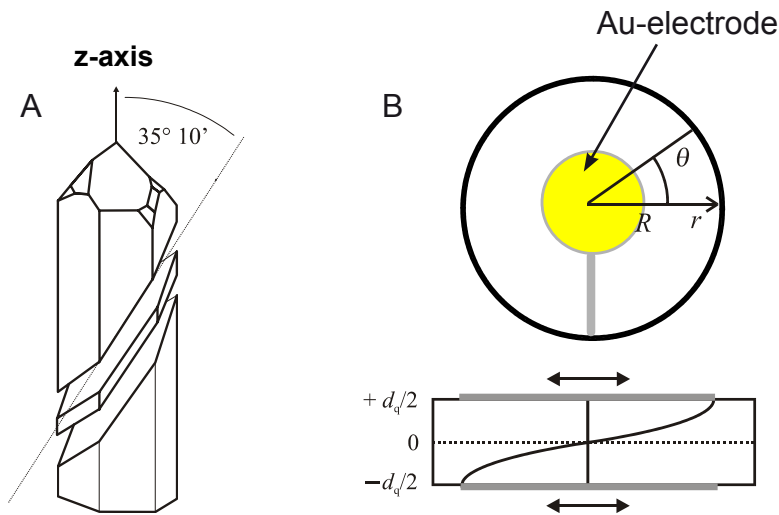 Au-electrode
z-axis
A
B
35° 10’
θ
R
r
+ d_q/2
0
−d_q/2